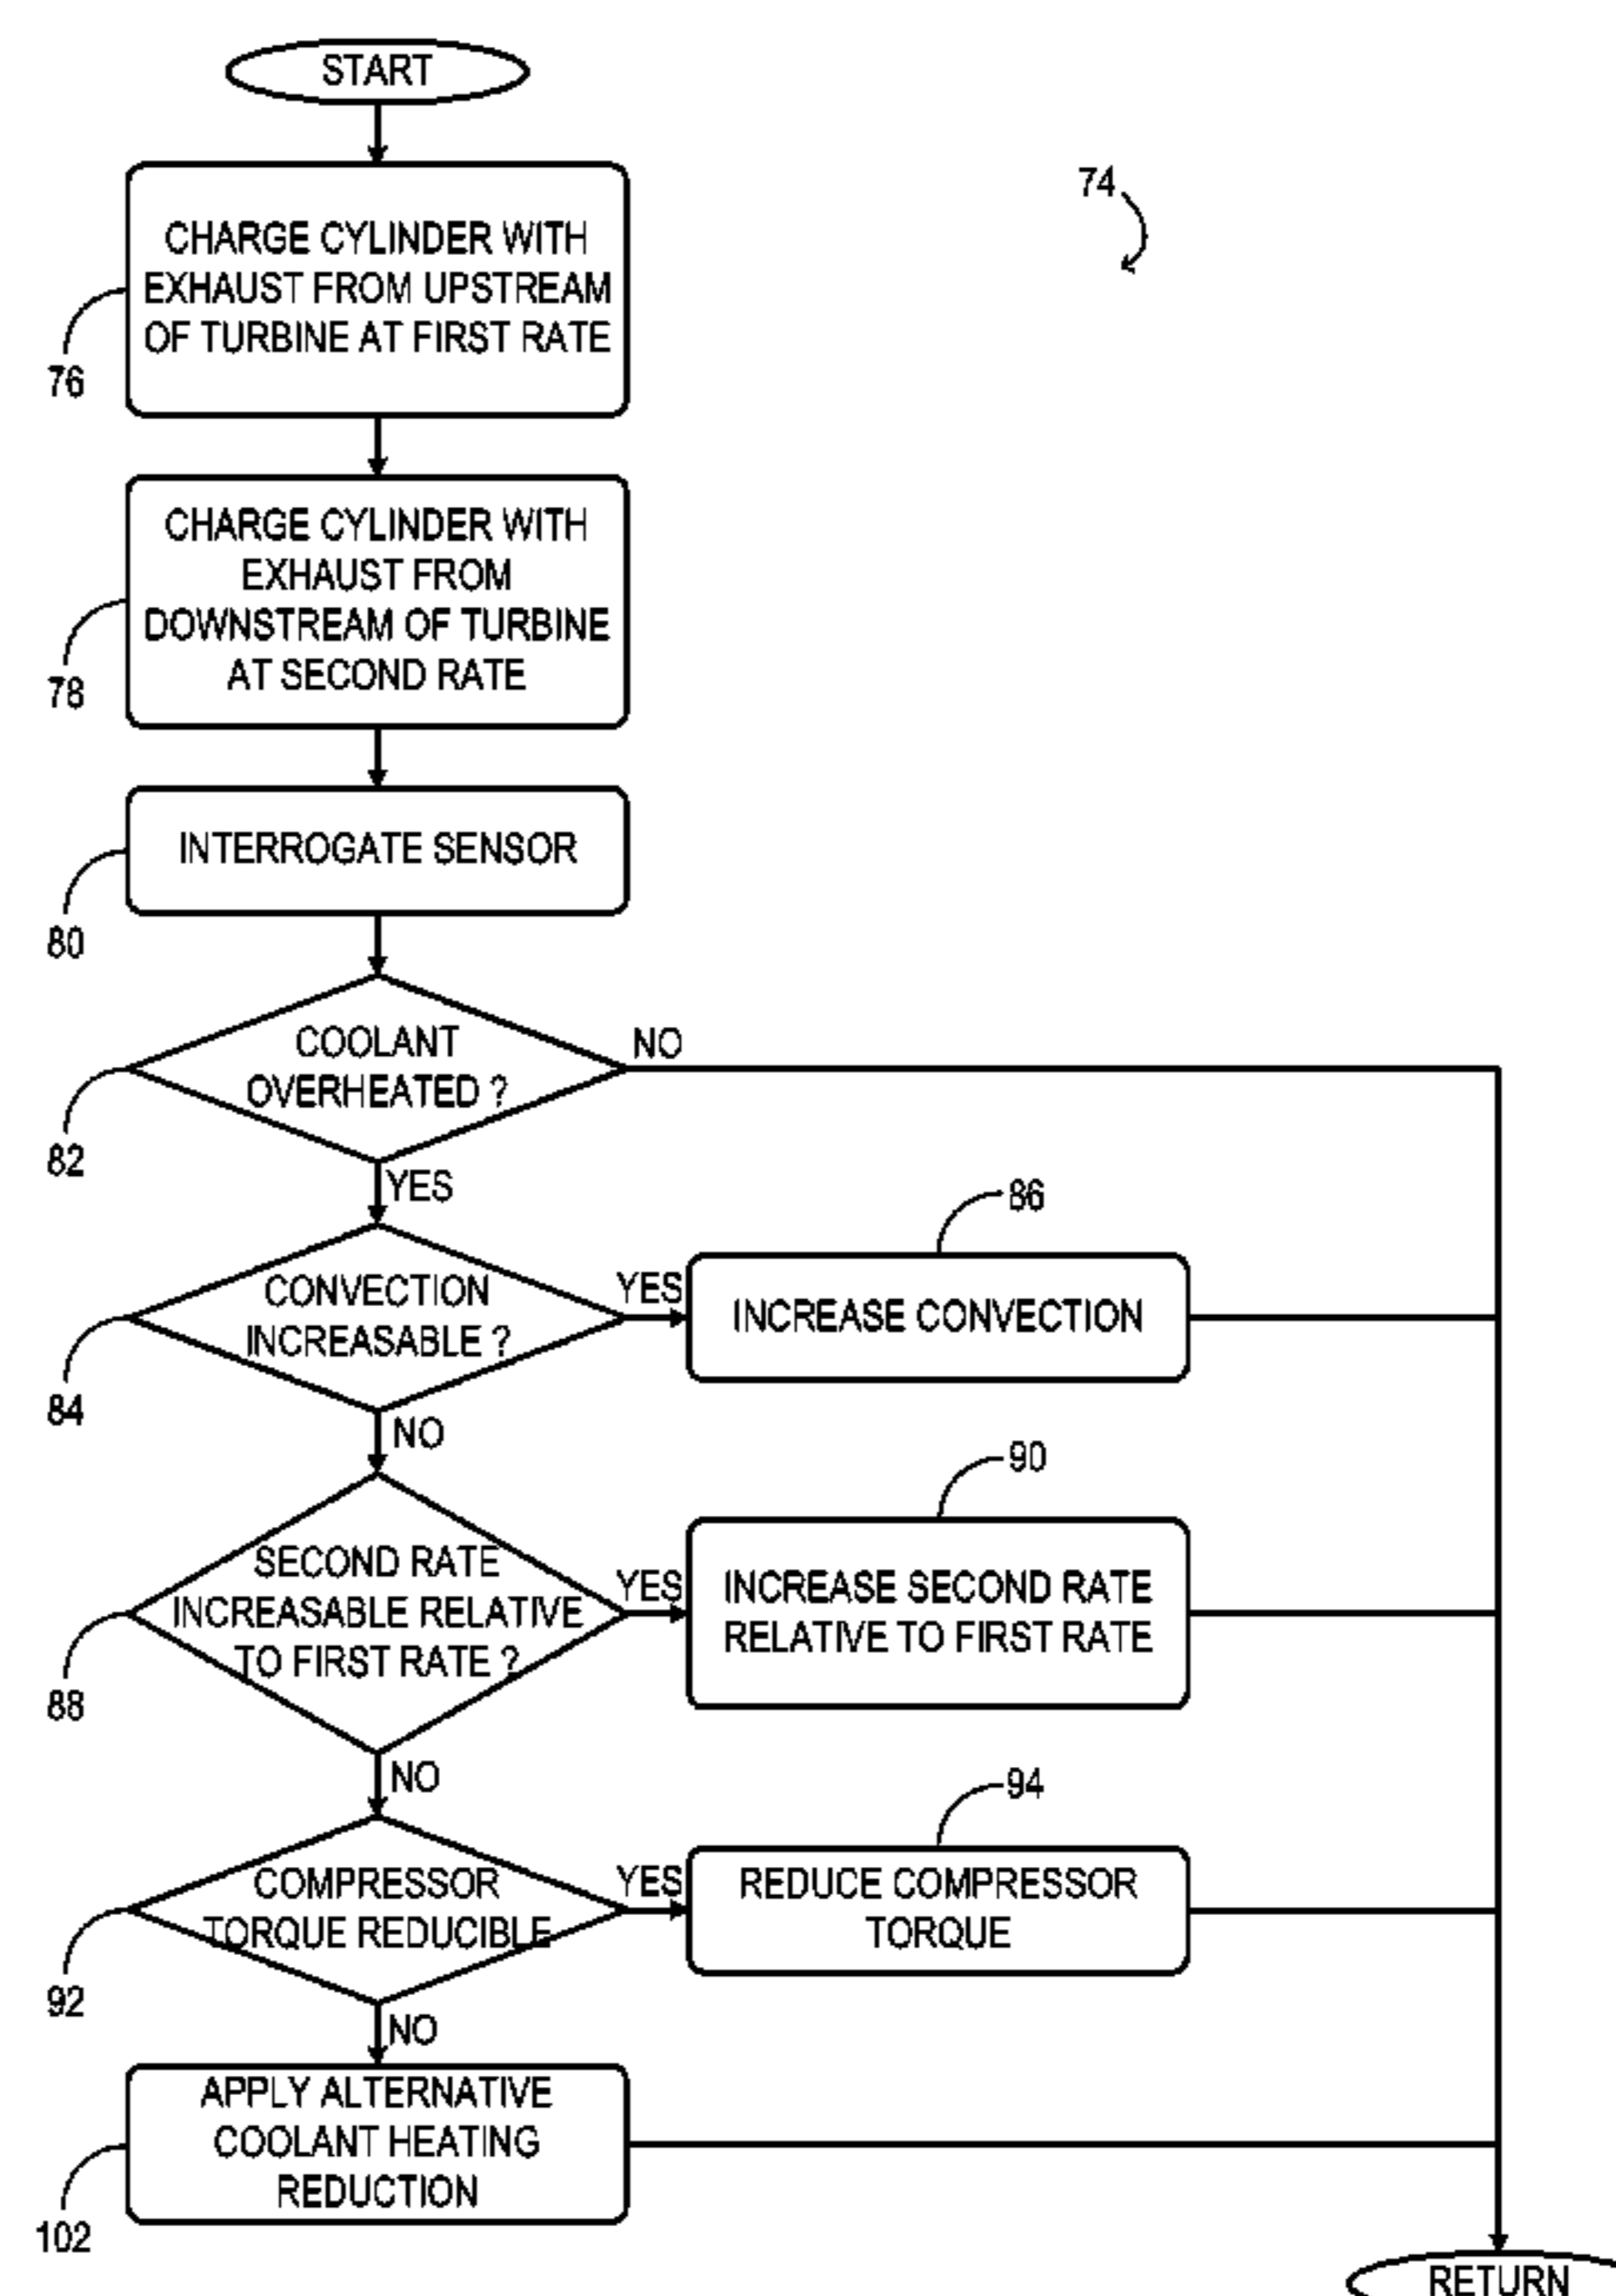 START
74
CHARGE CYLINDER WITH
EXHAUST FROM UPSTREAM
OF TURBINE AT FIRST RATE
76
CHARGE CYLINDER WITH
EXHAUST FROM
DOWNSTREAM OF TURBINE
AT SECOND RATE
78
INTERROGATE SENSOR
80
COOLANT
OVERHEATED ?
NO
82
YES
86
CONVECTION
INCREASABLE ?
YES
INCREASE CONVECTION
84
NO
90
SECOND RATE
INCREASABLE RELATIVE
TO FIRST RATE ?
YES
INCREASE SECOND RATE
RELATIVE TO FIRST RATE
88
NO
94
COMPRESSOR
TORQUE REDUCIBLE
YES
REDUCE COMPRESSOR
TORQUE
92
NO
APPLY ALTERNATIVE
COOLANT HEATING
REDUCTION
102
RETURN